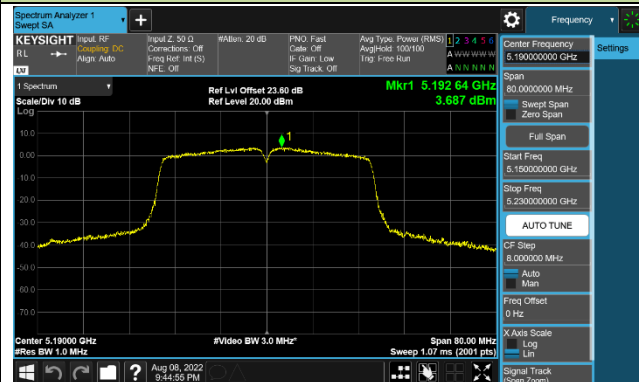 Spectrum Analyzer 1
Swept SA
Frequency
KEYSIGHT
RL
Input: RF
Coupling: DC
Align: Auto
Input Z: 50 Ω
Corrections: Off
Freq Ref: Int (S)
NFE: Off
#Atten: 20 dB
PNO: Fast
Gate: Off
IF Gain: Low
Sig Track: Off
Avg Type: Power (RMS)
Avg|Hold: 100/100
Trig: Free Run
1 2 3 4 5 6
A W W W W W
A N N N N N
LXI
1 Spectrum
Scale/Div 10 dB
Ref Lvl Offset 23.60 dB
Ref Level 20.00 dBm
Mkr1 5.192 64 GHz
3.687 dBm
Log
10.0
0.00
-10.0
-20.0
-30.0
-40.0
-50.0
-60.0
-70.0
1
Center 5.19000 GHz
#Res BW 1.0 MHz
#Video BW 3.0 MHz*
Span 80.00 MHz
Sweep 1.07 ms (2001 pts)
Aug 08, 2022
9:44:55 PM
Center Frequency
5.190000000 GHz
Settings
Span
80.0000000 MHz
Swept Span
Zero Span
Full Span
Start Freq
5.150000000 GHz
Stop Freq
5.230000000 GHz
AUTO TUNE
CF Step
8.000000 MHz
Auto
Man
Freq Offset
0 Hz
X Axis Scale
Log
Lin
Signal Track
(Span Zoom)